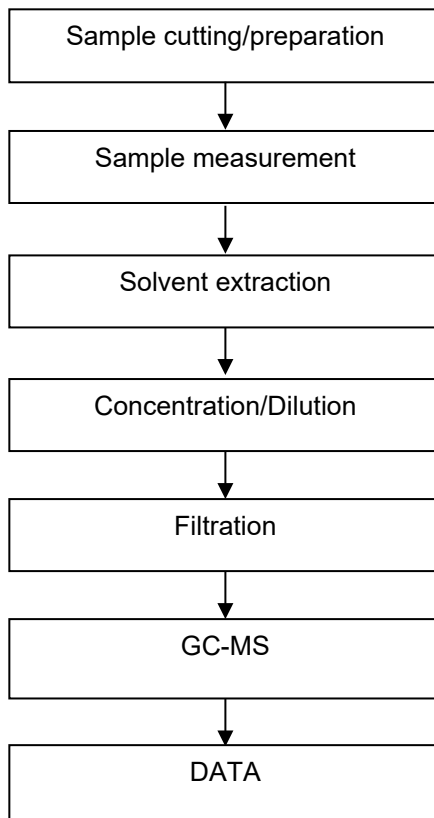 Sample cutting/preparation
Sample measurement
Solvent extraction
Concentration/Dilution
Filtration
GC-MS
DATA